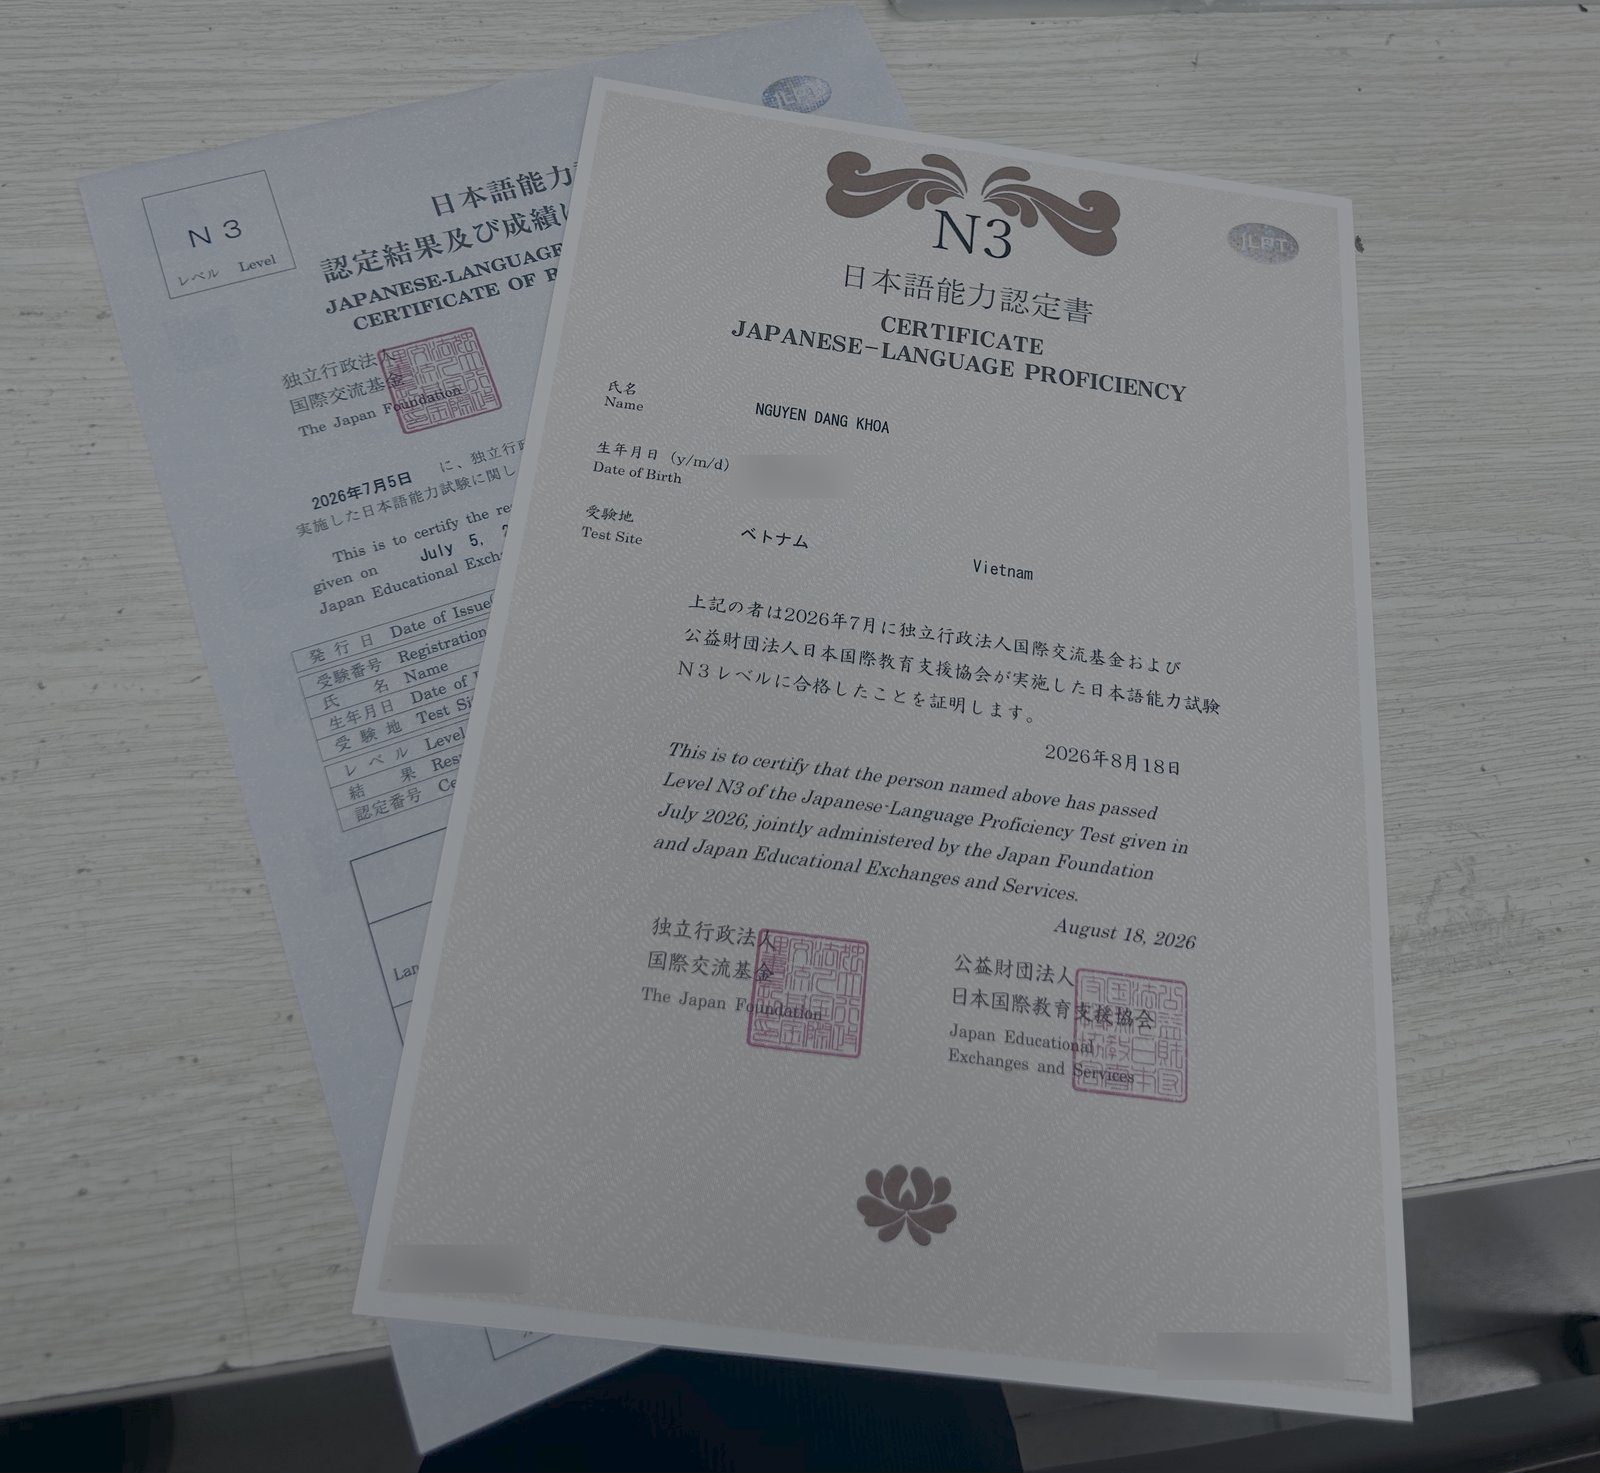 N3
レベル Level
日本語能力
認定結果及び成績
JAPANESE-LANGUAGE
CERTIFICATE OF
独立行政法人
国際交流基金
The Japan Foundation
2026年7月5日 に、独立行
実施した日本語能力試験に関し
This is to certify the
given on July 5,
Japan Educational
発行日 Date of Issue
受験番号 Registration
氏名 Name
生年月日 Date of
受験地 Test
レベル Level
結果
認定番号
JLPT
N3
日本語能力認定書
CERTIFICATE
JAPANESE-LANGUAGE PROFICIENCY
氏名
Name
NGUYEN DANG KHOA
生年月日 (y/m/d)
Date of Birth
受験地
Test Site
ベトナム
Vietnam
上記の者は2026年7月に独立行政法人国際交流基金および
公益財団法人日本国際教育支援協会が実施した日本語能力試験
N3レベルに合格したことを証明します。
2026年8月18日
This is to certify that the person named above has passed
Level N3 of the Japanese-Language Proficiency Test given in
July 2026, jointly administered by the Japan Foundation
and Japan Educational Exchanges and Services.
August 18, 2026
独立行政法人
国際交流基金
The Japan Foundation
公益財団法人
日本国際教育支援協会
Japan Educational
Exchanges and Services